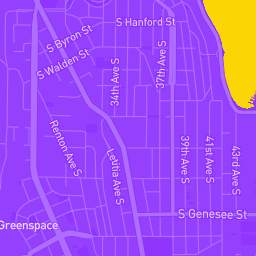 S Hanford St
S Byron St
S Walden St
34th Ave S
37th Ave S
Renton Ave S
Letitia Ave S
39th Ave S
41st Ave S
43rd Ave S
S Genesee St
Greenspace